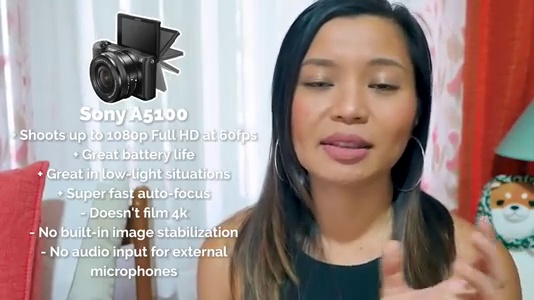 Sony A5100
- Shoots up to 1080p Full HD at 60fps
+ Great battery life
+ Great in low-light situations
+ Super fast auto-focus
- Doesn't film 4k
- No built-in image stabilization
- No audio input for external
microphones